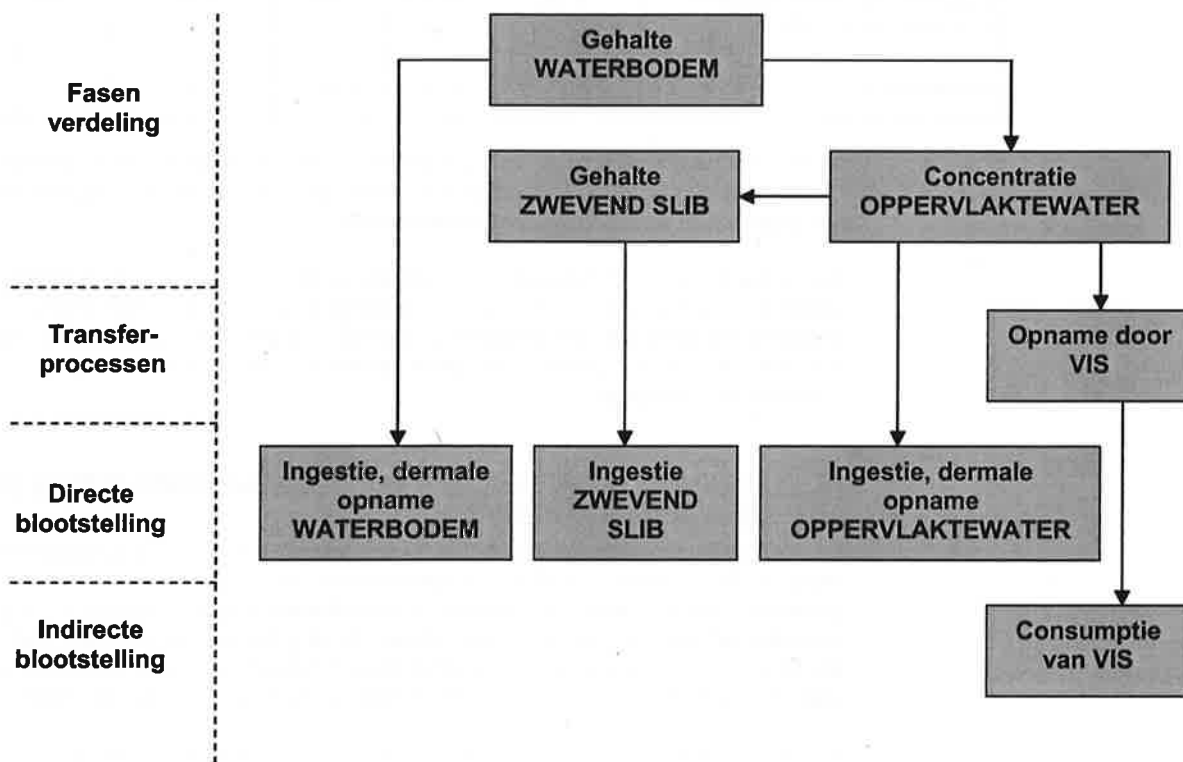 Fasen
verdeling
Gehalte
WATERBODEM
Gehalte
ZWEVEND SLIB
Concentratie
OPPERVLAKTEWATER
Transfer-
processen
Opname door
VIS
Directe
blootstelling
Ingestie, dermale
opname
WATERBODEM
Ingestie
ZWEVEND
SLIB
Ingestie, dermale
opname
OPPERVLAKTEWATER
Indirecte
blootstelling
Consumptie
van VIS